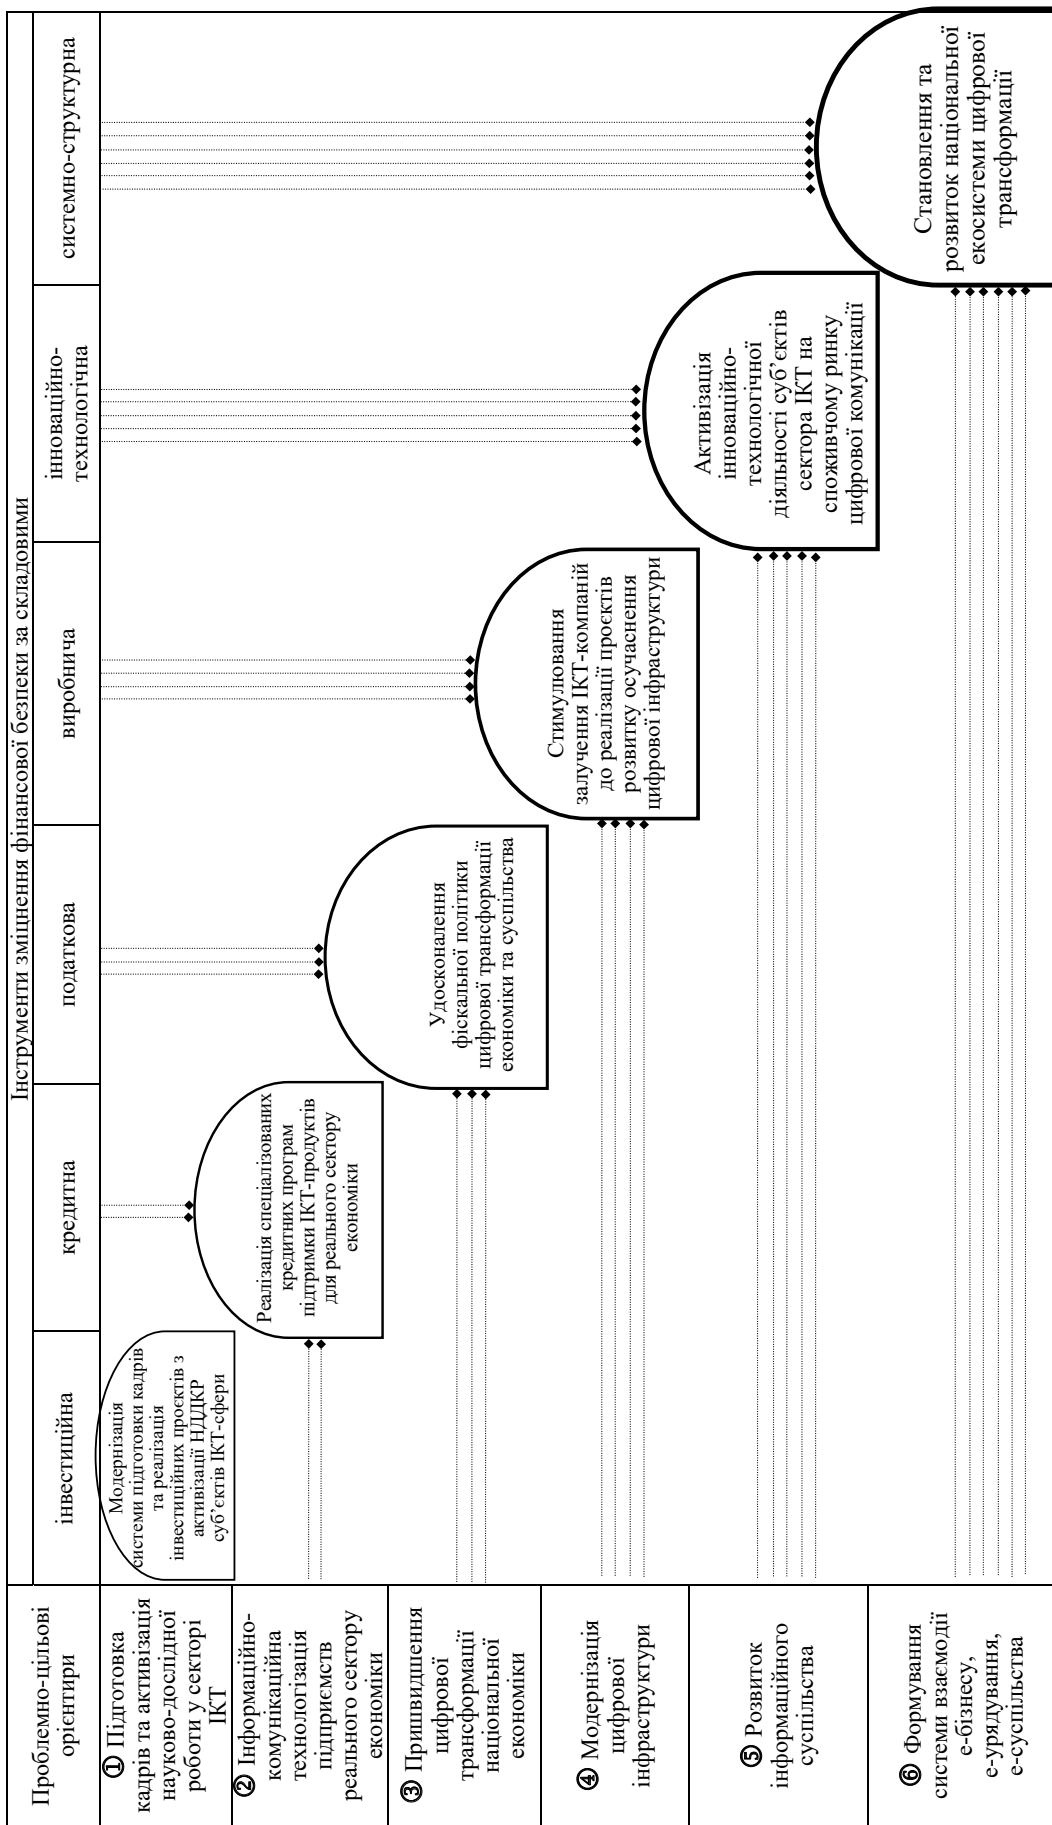 Проблемно-цільові
орієнтири
Інструменти зміцнення фінансової безпеки за складовими
інвестиційна
кредитна
податкова
виробнича
інноваційно-
технологічна
системно-структурна
① Підготовка
кадрів та активізація
науково-дослідної
роботи у секторі
ІКТ
Модернізація
системи підготовки кадрів
та реалізація
інвестиційних проєктів з
активізації НДДКР
суб’єктів ІКТ-сфери
② Інформаційно-
комунікаційна
технологізація
підприємств
реального сектору
економіки
Реалізація спеціалізованих
кредитних програм
підтримки ІКТ-продуктів
для реального сектору
економіки
③ Пришвидшення
цифрової
трансформації
національної
економіки
Удосконалення
фіскальної політики
цифрової трансформації
економіки та суспільства
④ Модернізація
цифрової
інфраструктури
Стимулювання
залучення ІКТ-компаній
до реалізації проєктів
розвитку осучаснення
цифрової інфраструктури
⑤ Розвиток
інформаційного
суспільства
Активізація
інноваційно-
технологічної
діяльності суб’єктів
сектора ІКТ на
споживчому ринку
цифрової комунікації
⑥ Формування
системи взаємодії
е-бізнесу,
е-урядування,
е-суспільства
Становлення та
розвиток національної
екосистеми цифрової
трансформації